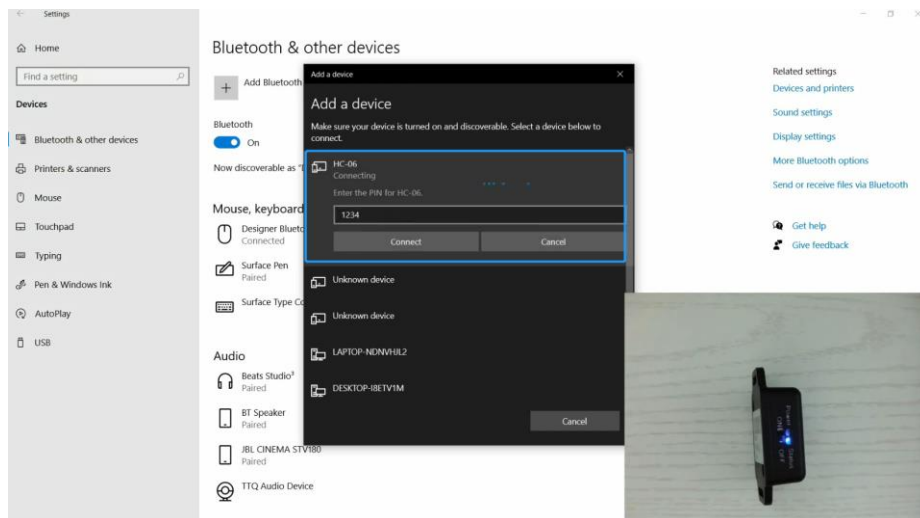 Settings
Home
Find a setting
Devices
Bluetooth & other devices
Printers & scanners
Mouse
Touchpad
Typing
Pen & Windows Ink
AutoPlay
USB
Bluetooth & other devices
Add Bluetooth
Bluetooth
On
Now discoverable as
Mouse, keyboard
Designer Blueto
Connected
Surface Pen
Paired
Surface Type Co
Audio
Beats Studio³
Paired
BT Speaker
Paired
JBL CINEMA STV180
Paired
TTQ Audio Device
Add a device
Add a device
Make sure your device is turned on and discoverable. Select a device below to
connect.
HC-06
Connecting
Enter the PIN for HC-06.
1234
Connect Cancel
Unknown device
Unknown device
LAPTOP-NDNVHJL2
DESKTOP-I8ETV1M
Cancel
Related settings
Devices and printers
Sound settings
Display settings
More Bluetooth options
Send or receive files via Bluetooth
Get help
Give feedback
Power Status
ON OFF